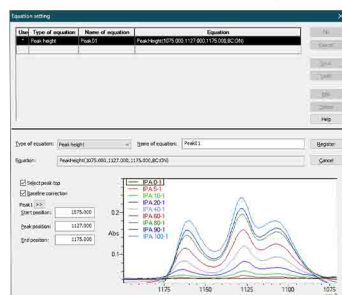 Equation setting
Use Type of equation Name of equation Equation
* Peak height Peak01 PeakHeight(1075.000,1127.000,1175.000,BC:ON)
Help
Type of equation: Peak height Name of equation: Peak01 Register
Equation: PeakHeight(1075.000,1127.000,1175.000,BC:ON) Cancel
Select peak top
Baseline correction
Peak1 >>
Start position: 1075.000
Peak position: 1127.000
End position: 1175.000
IPA 0-1
IPA 5-1
IPA 10-1
IPA 20-1
IPA 40-1
IPA 60-1
IPA 80-1
IPA 90-1
IPA 100-1
0.2
Abs
0.1
1175 1150 1125 1100 1075